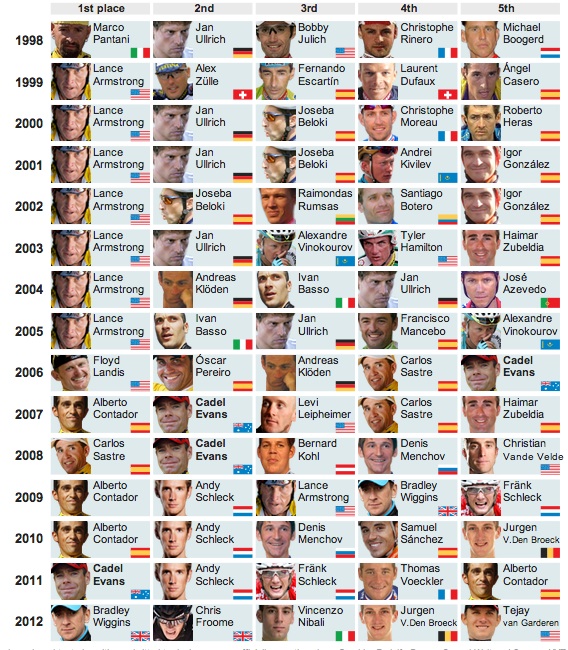 1st place 2nd 3rd 4th 5th
1998 Marco Pantani Jan Ullrich Bobby Julich Christophe Rinero Michael Boogerd
1999 Lance Armstrong Alex Zülle Fernando Escartín Laurent Dufaux Ángel Casero
2000 Lance Armstrong Jan Ullrich Joseba Beloki Christophe Moreau Roberto Heras
2001 Lance Armstrong Jan Ullrich Joseba Beloki Andrei Kivilev Igor González
2002 Lance Armstrong Joseba Beloki Raimondas Rumsas Santiago Botero Igor González
2003 Lance Armstrong Jan Ullrich Alexandre Vinokourov Tyler Hamilton Haimar Zubeldia
2004 Lance Armstrong Andreas Klöden Ivan Basso Jan Ullrich José Azevedo
2005 Lance Armstrong Ivan Basso Jan Ullrich Francisco Mancebo Alexandre Vinokourov
2006 Floyd Landis Óscar Pereiro Andreas Klöden Carlos Sastre Cadel Evans
2007 Alberto Contador Cadel Evans Levi Leipheimer Carlos Sastre Haimar Zubeldia
2008 Carlos Sastre Cadel Evans Bernard Kohl Denis Menchov Christian Vande Velde
2009 Alberto Contador Andy Schleck Lance Armstrong Bradley Wiggins Fränk Schleck
2010 Alberto Contador Andy Schleck Denis Menchov Samuel Sánchez Jurgen V.Den Broeck
2011 Cadel Evans Andy Schleck Fränk Schleck Thomas Voeckler Alberto Contador
2012 Bradley Wiggins Chris Froome Vincenzo Nibali Jurgen V.Den Broeck Tejay van Garderen